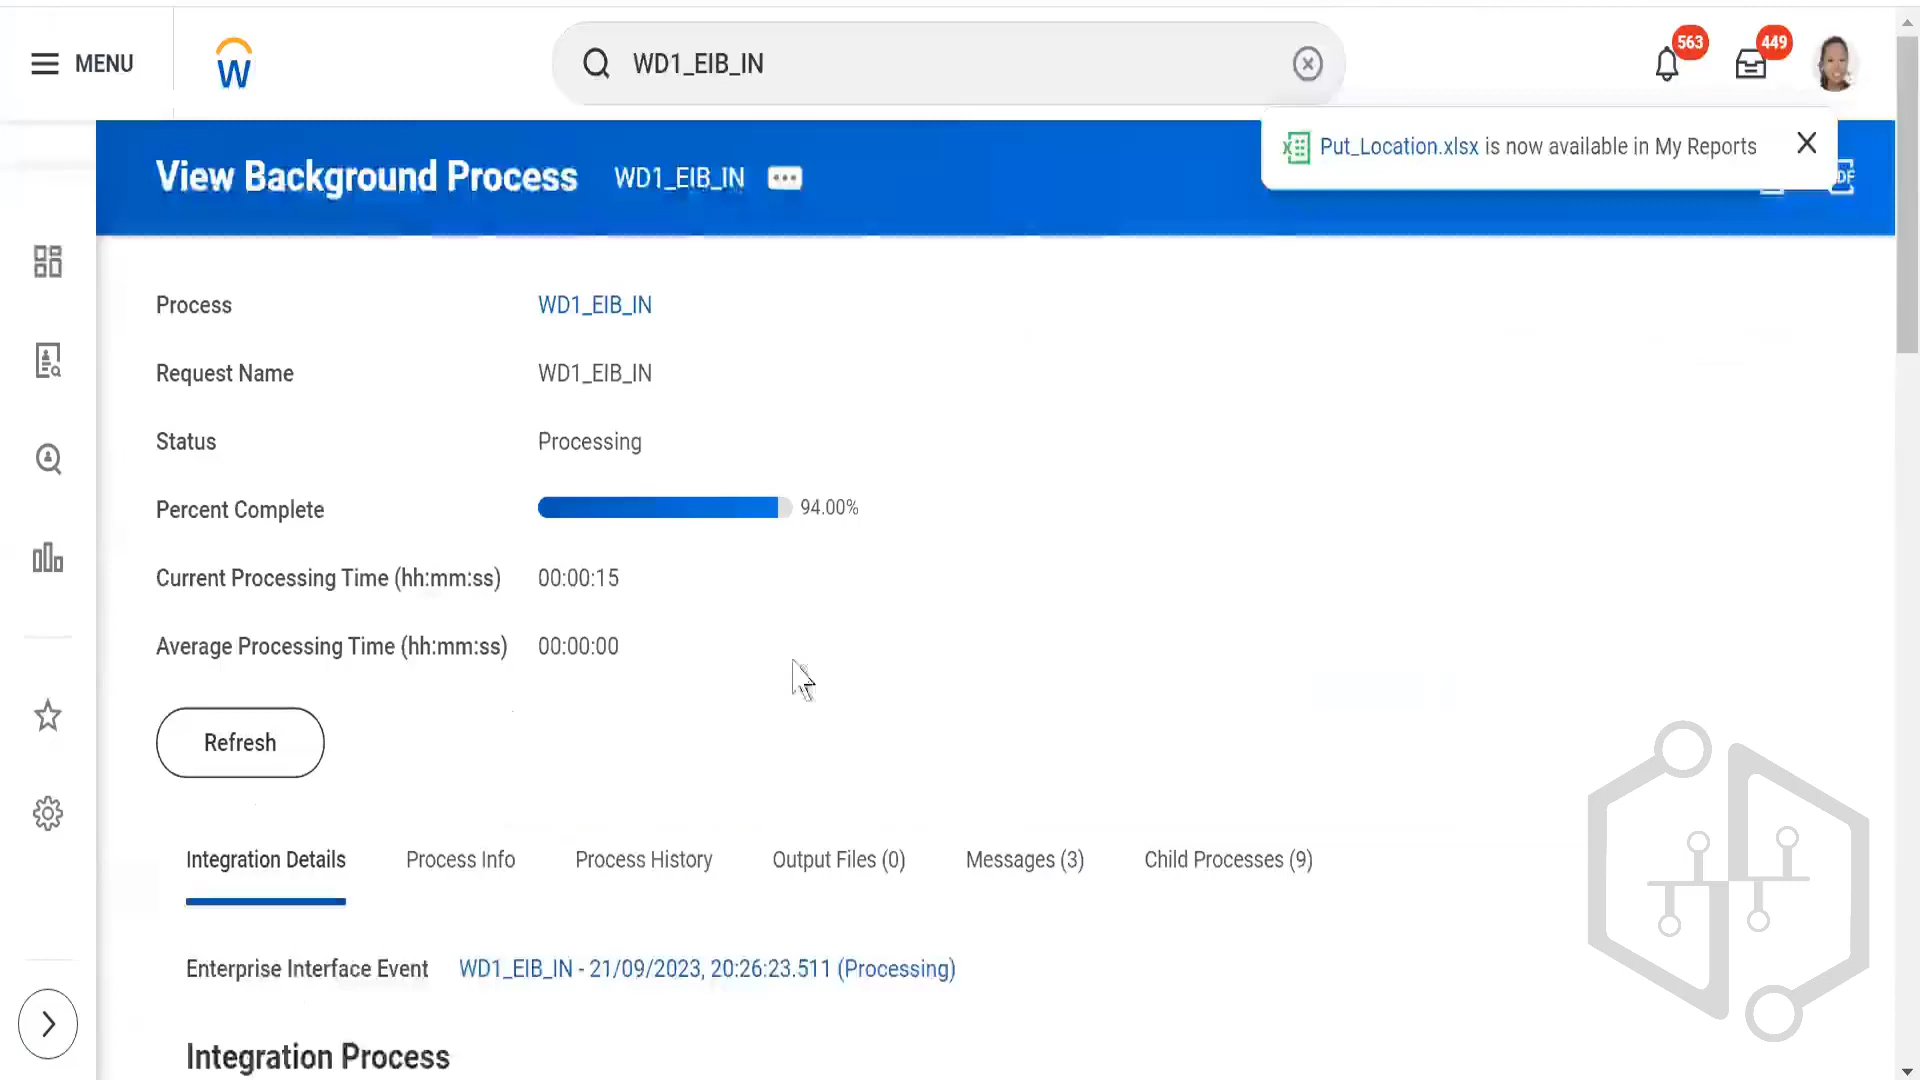 MENU
W
WD1_EIB_IN
563
449
Put_Location.xlsx is now available in My Reports
View Background Process WD1_EIB_IN
Process WD1_EIB_IN
Request Name WD1_EIB_IN
Status Processing
Percent Complete 94.00%
Current Processing Time (hh:mm:ss) 00:00:15
Average Processing Time (hh:mm:ss) 00:00:00
Refresh
Integration Details Process Info Process History Output Files (0) Messages (3) Child Processes (9)
Enterprise Interface Event WD1_EIB_IN - 21/09/2023, 20:26:23.511 (Processing)
Integration Process